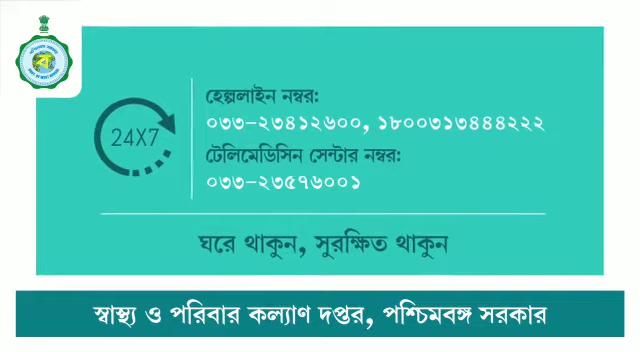 24X7
হেল্পলাইন নম্বর:
০৩৩-২৩৪১২৬০০, ১৮০০৩১৩৪৪৪২২২
টেলিমেডিসিন সেন্টার নম্বর:
০৩৩-২৩৫৭৬০০১
ঘরে থাকুন, সুরক্ষিত থাকুন
স্বাস্থ্য ও পরিবার কল্যাণ দপ্তর, পশ্চিমবঙ্গ সরকার